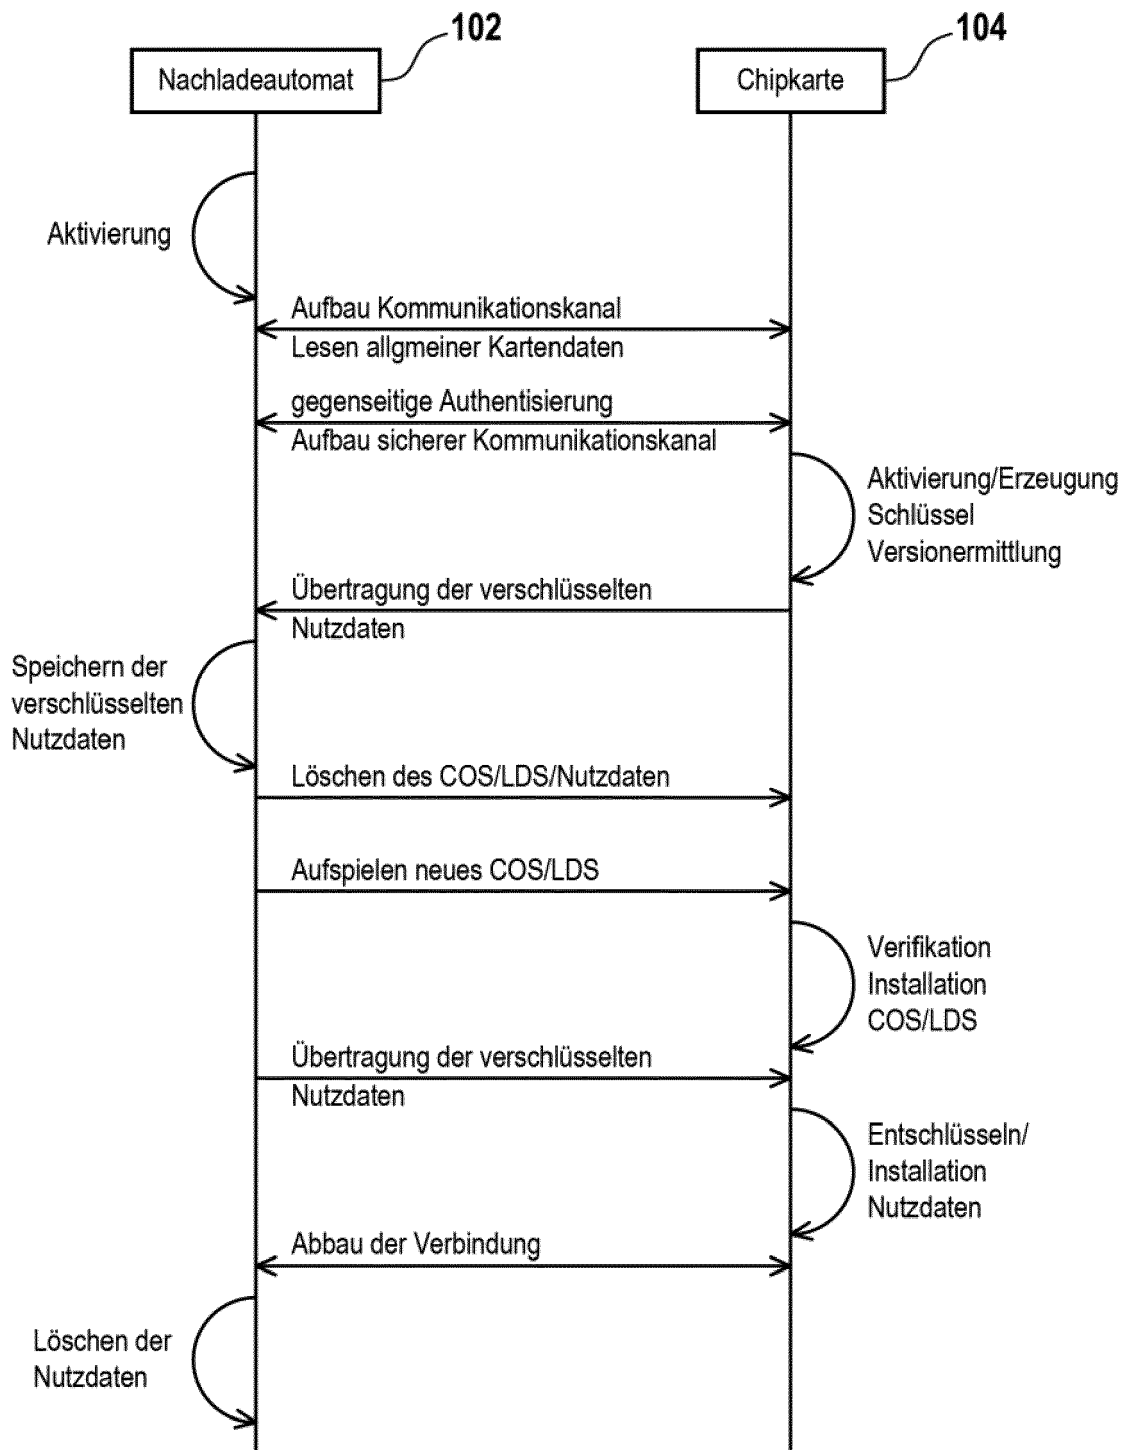 102
104
Nachladeautomat
Chipkarte
Aktivierung
Aufbau Kommunikationskanal
Lesen allgmeiner Kartendaten
gegenseitige Authentisierung
Aufbau sicherer Kommunikationskanal
Aktivierung/Erzeugung
Schlüssel
Versionermittlung
Übertragung der verschlüsselten
Nutzdaten
Speichern der
verschlüsselten
Nutzdaten
Löschen des COS/LDS/Nutzdaten
Aufspielen neues COS/LDS
Verifikation
Installation
COS/LDS
Übertragung der verschlüsselten
Nutzdaten
Entschlüsseln/
Installation
Nutzdaten
Abbau der Verbindung
Löschen der
Nutzdaten